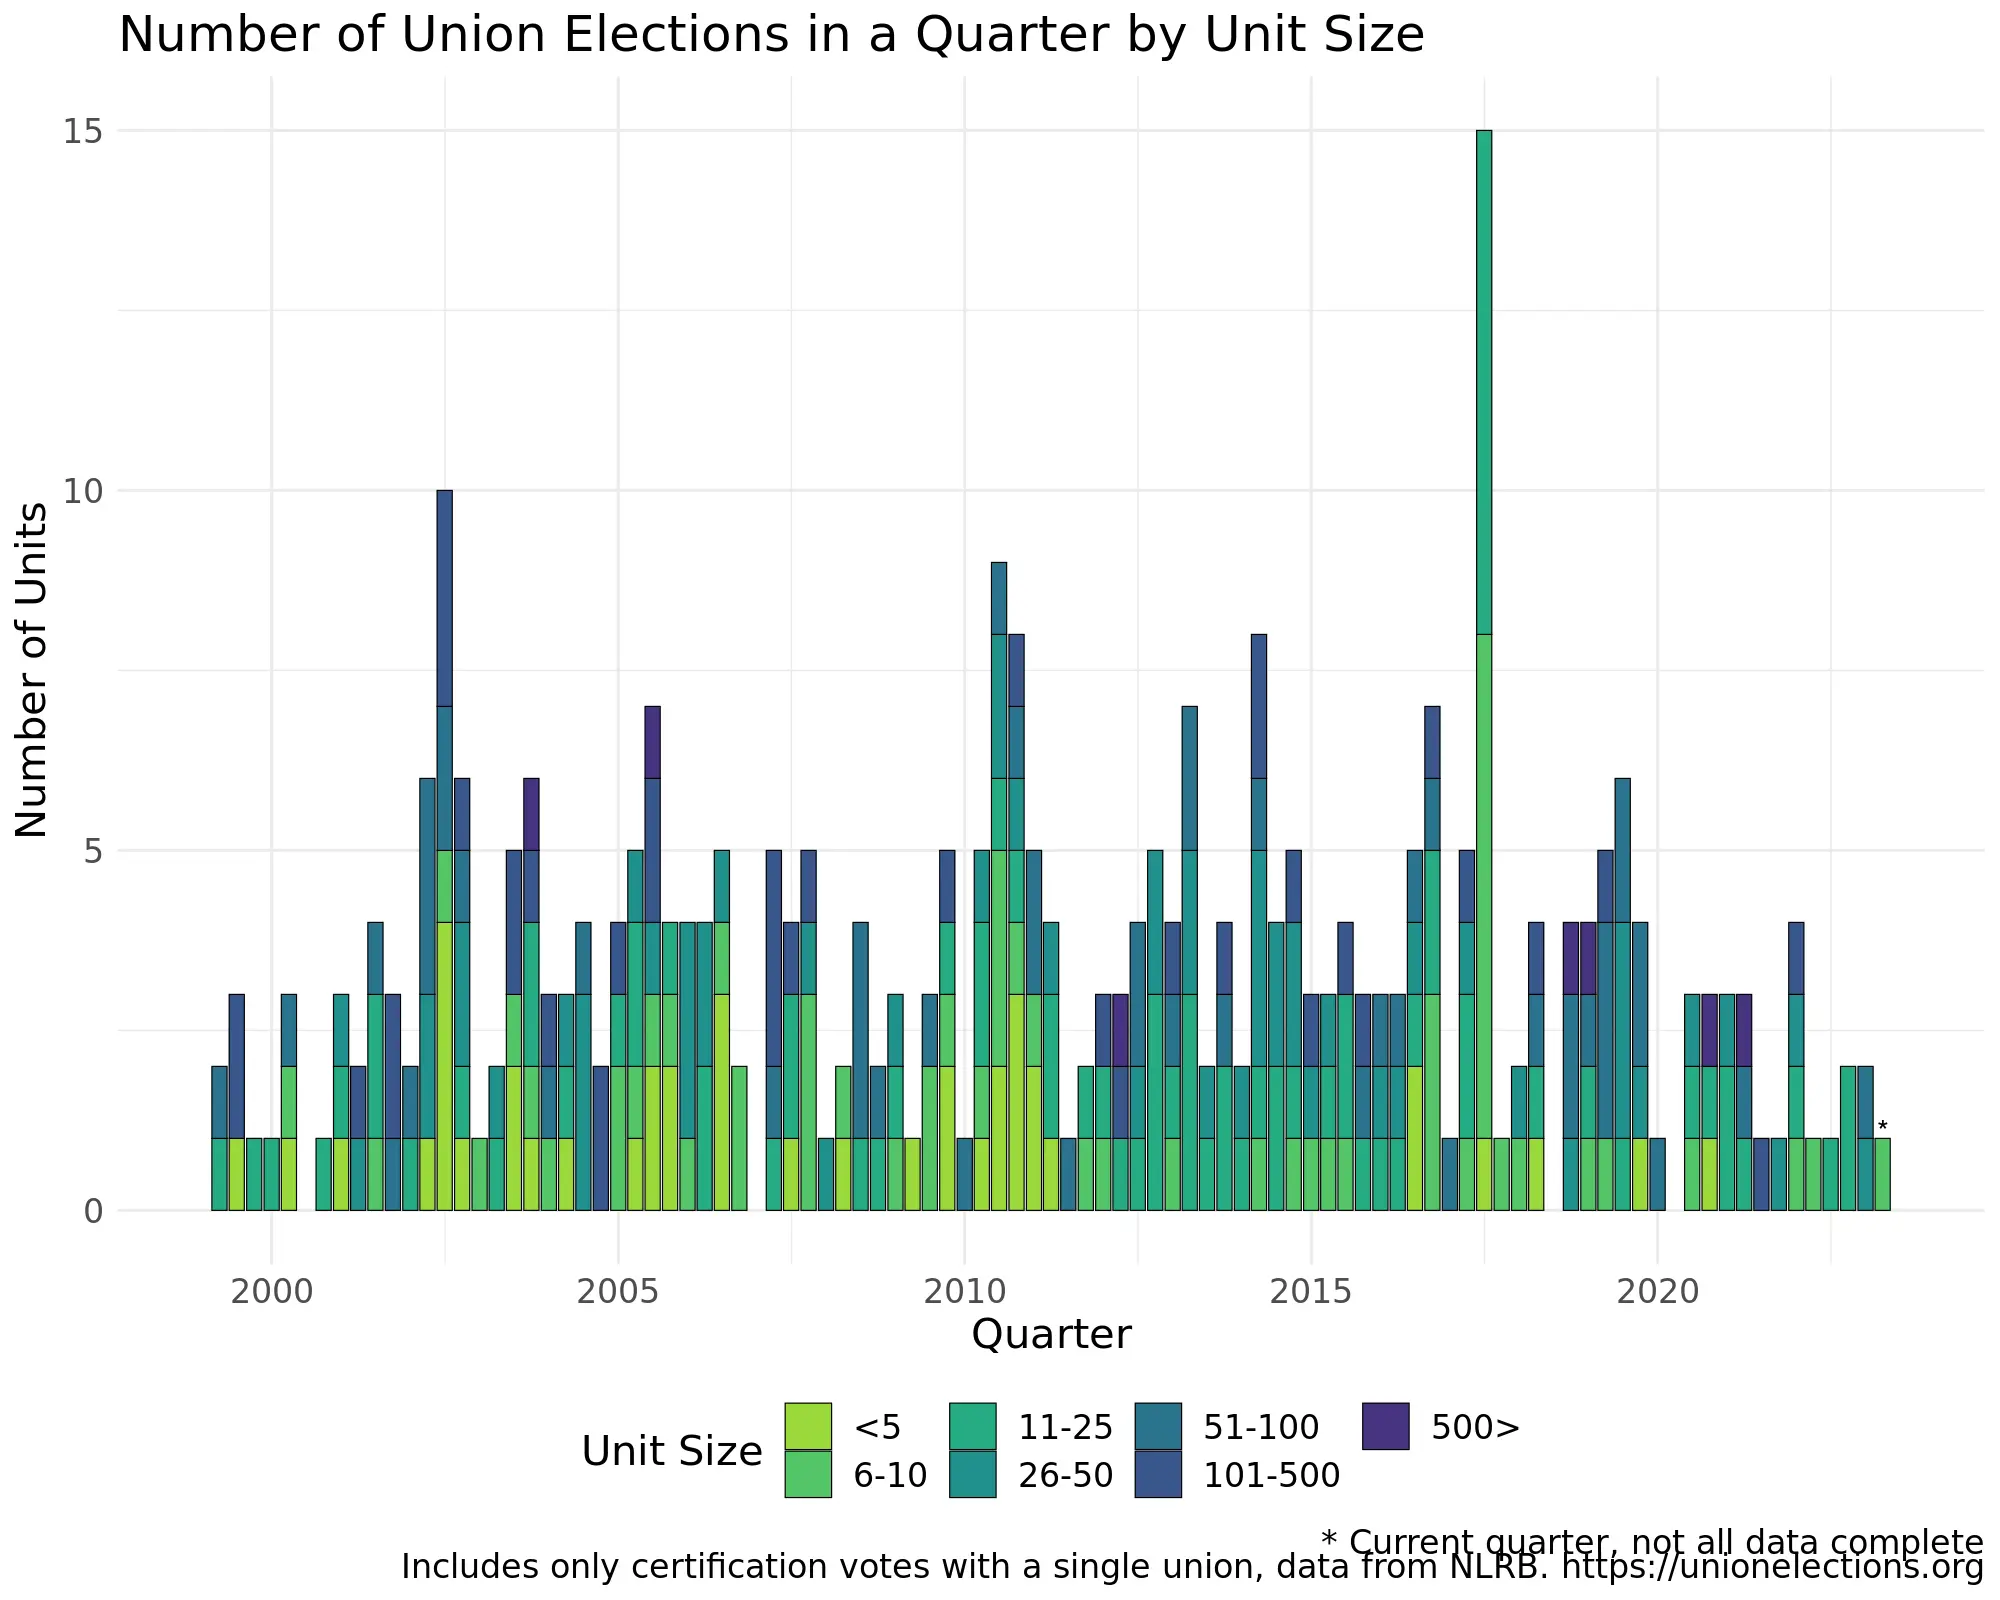 Number of Union Elections in a Quarter by Unit Size
Number of Units
15
10
5
0
2000 2005 2010 2015 2020
*
Quarter
Unit Size
<5 11-25 51-100 500>
6-10 26-50 101-500
* Current quarter, not all data complete
Includes only certification votes with a single union, data from NLRB. https://unionelections.org